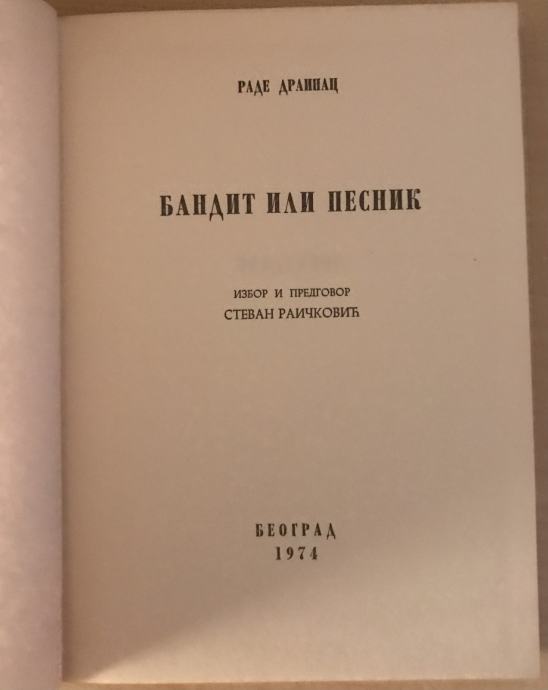 РАДЕ ДРАИНАЦ
БАНДИТ ИЛИ ПЕСНИК
ИЗБОР И ПРЕДГОВОР
СТЕВАН РАИЧКОВИЋ
БЕОГРАД
1974